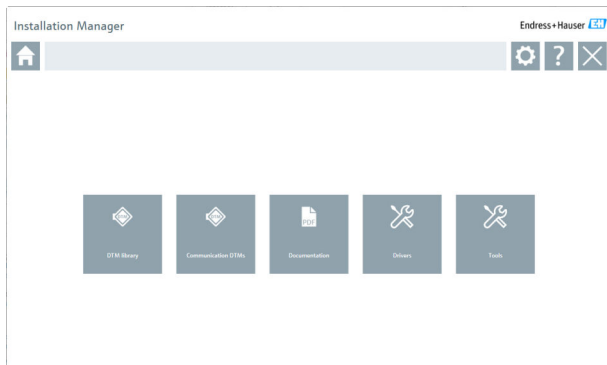 Installation Manager
Endress+Hauser EH
?
DTM library
Communication DTMs
PDF
Documentation
Drivers
Tools